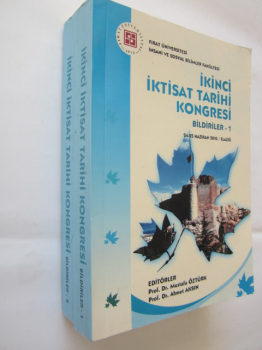 FIRAT ÜNİVERSİTESİ
İNSANİ VE SOSYAL BİLİMLER FAKÜLTESİ
İKİNCİ
İKTİSAT TARİHİ
KONGRESİ
BİLDİRİLER - 1
EDİTÖRLER
Prof. Dr. Mustafa ÖZTÜRK
Prof. Dr. Ahmet AKSIN
İKİNCİ İKTİSAT TARİHİ KONGRESİ
İKİNCİ İKTİSAT TARİHİ KONGRESİ